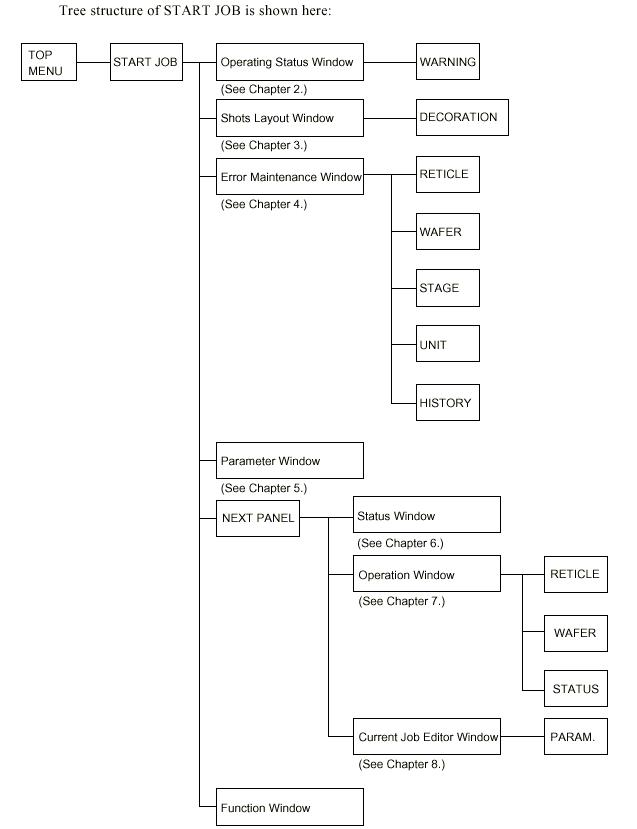 Tree structure of START JOB is shown here:
TOP
MENU
START JOB
Operating Status Window
WARNING
(See Chapter 2.)
Shots Layout Window
DECORATION
(See Chapter 3.)
Error Maintenance Window
RETICLE
(See Chapter 4.)
WAFER
STAGE
UNIT
HISTORY
Parameter Window
(See Chapter 5.)
NEXT PANEL
Status Window
(See Chapter 6.)
Operation Window
RETICLE
(See Chapter 7.)
WAFER
STATUS
Current Job Editor Window
PARAM.
(See Chapter 8.)
Function Window